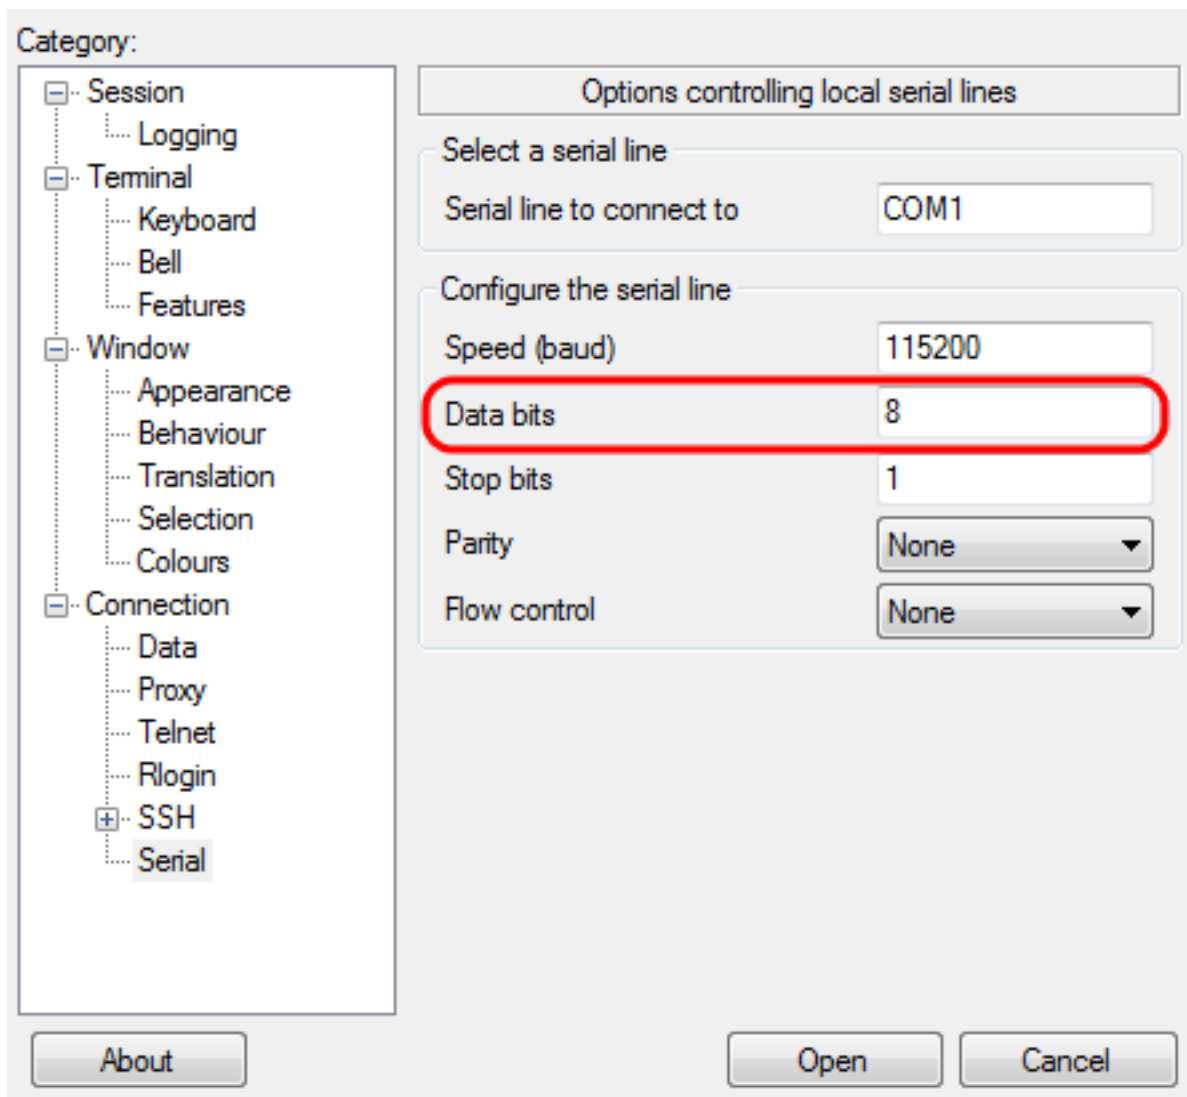 Category:
Session
Logging
Terminal
Keyboard
Bell
Features
Window
Appearance
Behaviour
Translation
Selection
Colours
Connection
Data
Proxy
Telnet
Rlogin
SSH
Serial
Options controlling local serial lines
Select a serial line
Serial line to connect to COM1
Configure the serial line
Speed (baud) 115200
Data bits 8
Stop bits 1
Parity None
Flow control None
About Open Cancel